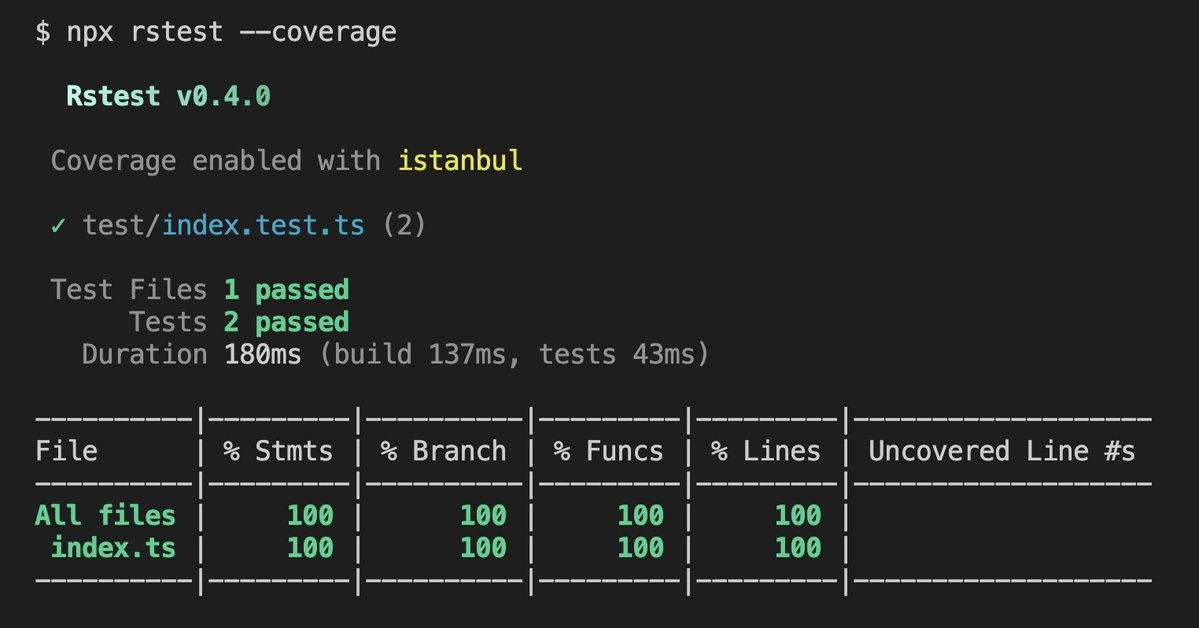 $ npx rstest --coverage
Rstest v0.4.0
Coverage enabled with istanbul
✓ test/index.test.ts (2)
Test Files 1 passed
Tests 2 passed
Duration 180ms (build 137ms, tests 43ms)
----------|---------|----------|---------|---------|-------------------
File | % Stmts | % Branch | % Funcs | % Lines | Uncovered Line #s
----------|---------|----------|---------|---------|-------------------
All files | 100 | 100 | 100 | 100 |
index.ts | 100 | 100 | 100 | 100 |
----------|---------|----------|---------|---------|-------------------